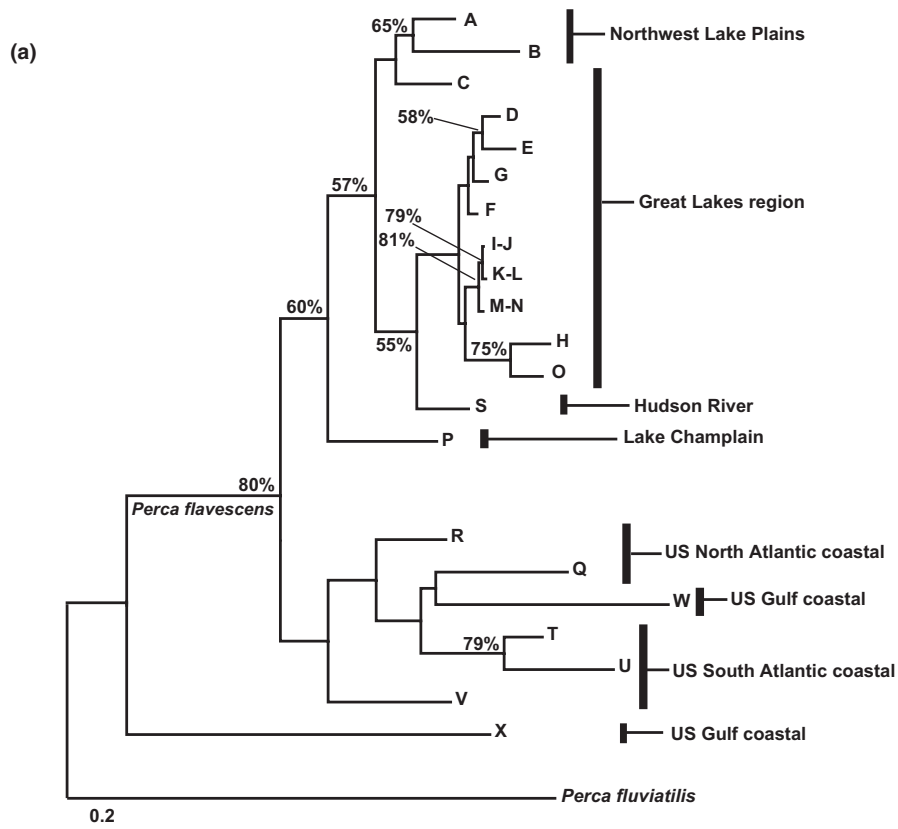 (a)
65%
A
B
Northwest Lake Plains
C
58%
D
E
G
F
Great Lakes region
57%
79%
81%
I-J
K-L
M-N
60%
55%
75%
H
O
S
Hudson River
P
Lake Champlain
80%
Perca flavescens
R
US North Atlantic coastal
Q
W
US Gulf coastal
79%
T
U
US South Atlantic coastal
V
X
US Gulf coastal
Perca fluviatilis
0.2